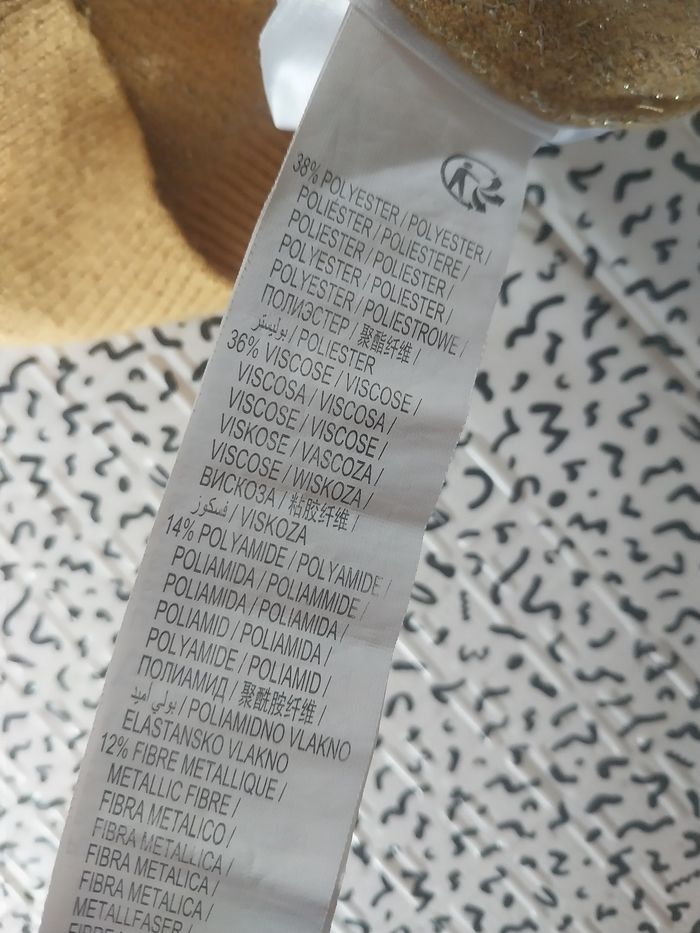 38% POLYESTER / POLYESTER /
POLIÉSTER / POLIESTERE /
POLIESTER / POLIESTER /
POLYESTER / POLIESTER /
POLYESTER / POLIESTROWE /
ПОЛИЭСТЕР / 聚酯纤维 /
بوليستر / POLIESTER
36% VISCOSE / VISCOSE /
VISCOSA / VISCOSA /
VISCOSE / VISCOSE /
VISKOSE / VASCOZA /
VISCOSE / WISKOZA /
ВИСКОЗА / 粘胶纤维 /
فسكوز / VISKOZA
14% POLYAMIDE / POLYAMIDE /
POLIAMIDA / POLIAMMIDE /
POLIAMIDA / POLIAMIDA /
POLIAMID / POLIAMIDA /
POLYAMIDE / POLIAMID /
ПОЛИАМИД / 聚酰胺纤维 /
بولي أميد / POLIAMIDNO VLAKNO
ELASTANSKO VLAKNO
12% FIBRE METALLIQUE /
METALLIC FIBRE /
FIBRA METALICO /
FIBRA METALLICA /
FIBRA METALICA /
FIBRA METALICA /
METALLFASER /